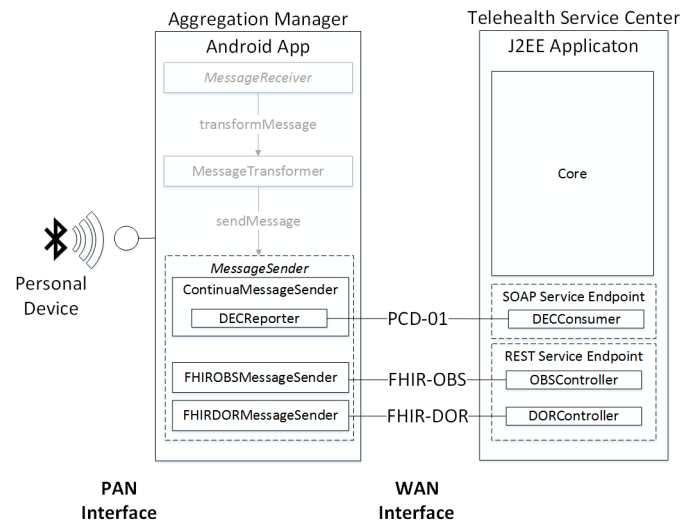 Aggregation Manager
Android App
MessageReceiver
transformMessage
MessageTransformer
sendMessage
MessageSender
ContinuaMessageSender
DECReporter
FHIROBSMessageSender
FHIRDORMessageSender
Personal
Device
PCD-01
FHIR-OBS
FHIR-DOR
Telehealth Service Center
J2EE Applicaton
Core
SOAP Service Endpoint
DECConsumer
REST Service Endpoint
OBSController
DORController
PAN
Interface
WAN
Interface